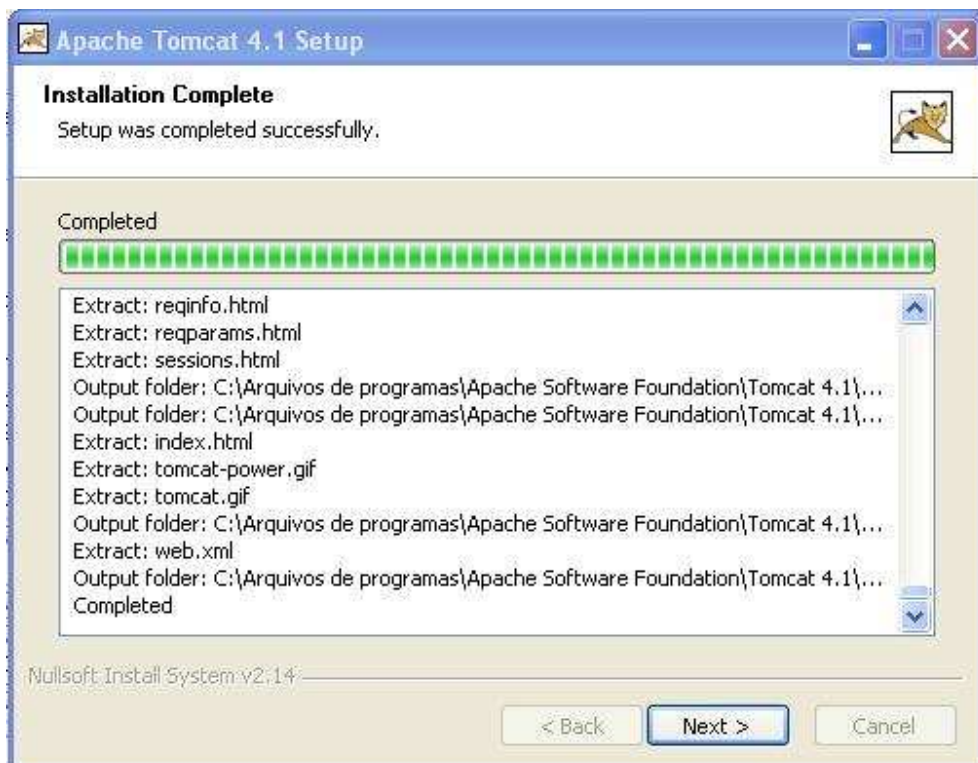 Apache Tomcat 4.1 Setup
Installation Complete
Setup was completed successfully.
Completed
Extract: reqinfo.html
Extract: reqparams.html
Extract: sessions.html
Output folder: C:\Arquivos de programas\Apache Software Foundation\Tomcat 4.1\...
Output folder: C:\Arquivos de programas\Apache Software Foundation\Tomcat 4.1\...
Extract: index.html
Extract: tomcat-power.gif
Extract: tomcat.gif
Output folder: C:\Arquivos de programas\Apache Software Foundation\Tomcat 4.1\...
Extract: web.xml
Output folder: C:\Arquivos de programas\Apache Software Foundation\Tomcat 4.1\...
Completed
Nullsoft Install System v2.14
< Back
Next >
Cancel